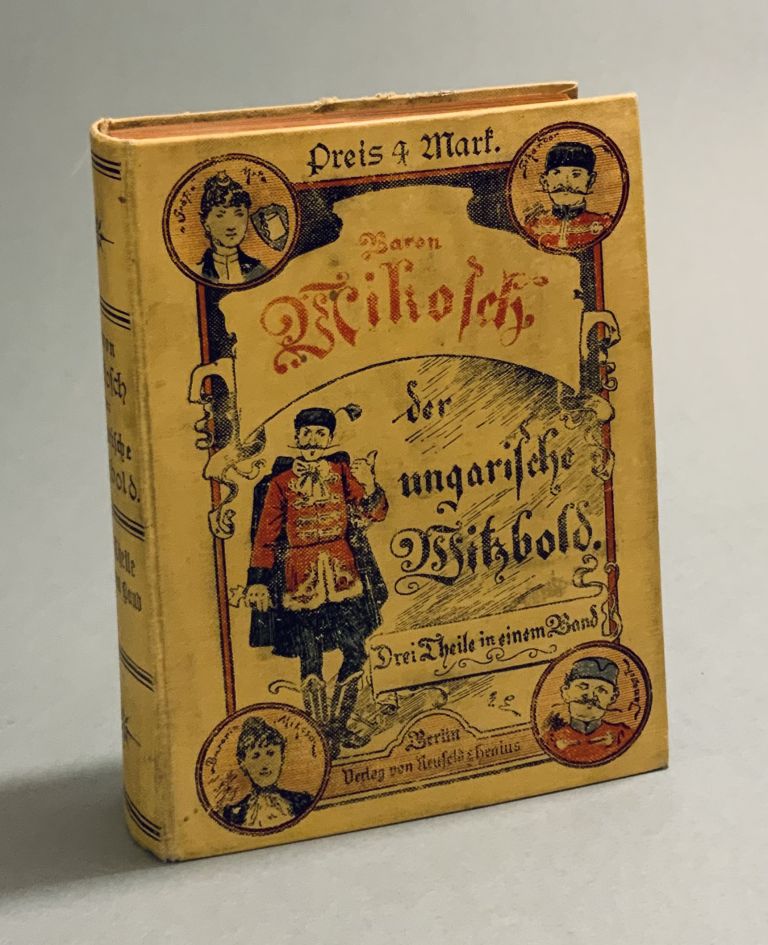 Preis 4 Mark.
Baron
Mikosch
der
ungarische
Witzbold.
Drei Theile in einem Band
Berlin
Verlag von Neufeld & Henius